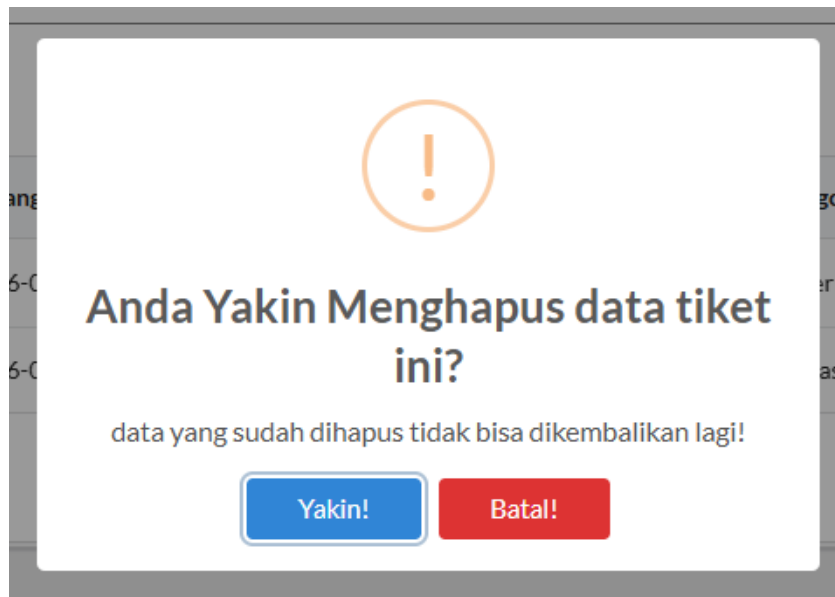 Anda Yakin Menghapus data tiket
ini?
data yang sudah dihapus tidak bisa dikembalikan lagi!
Yakin!
Batal!